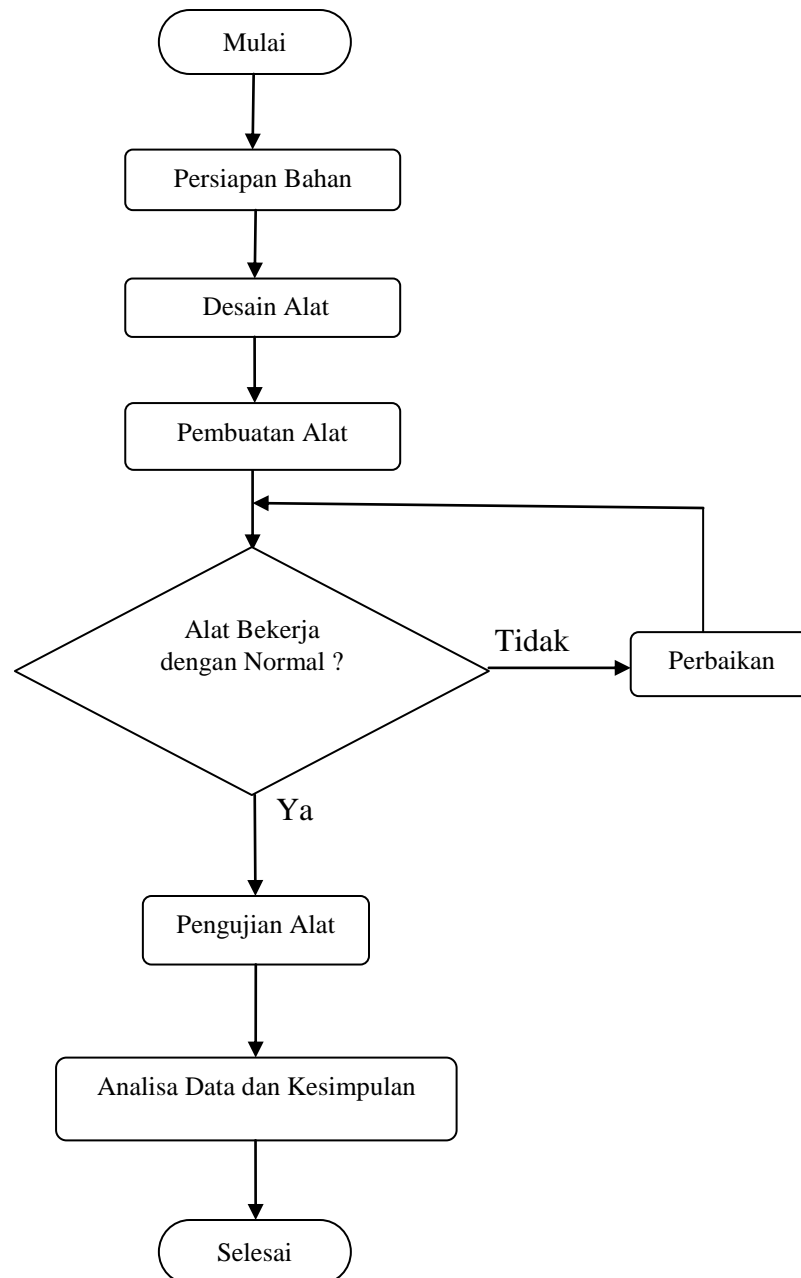 Mulai
Persiapan Bahan
Desain Alat
Pembuatan Alat
Alat Bekerja
dengan Normal ?
Tidak
Perbaikan
Ya
Pengujian Alat
Analisa Data dan Kesimpulan
Selesai